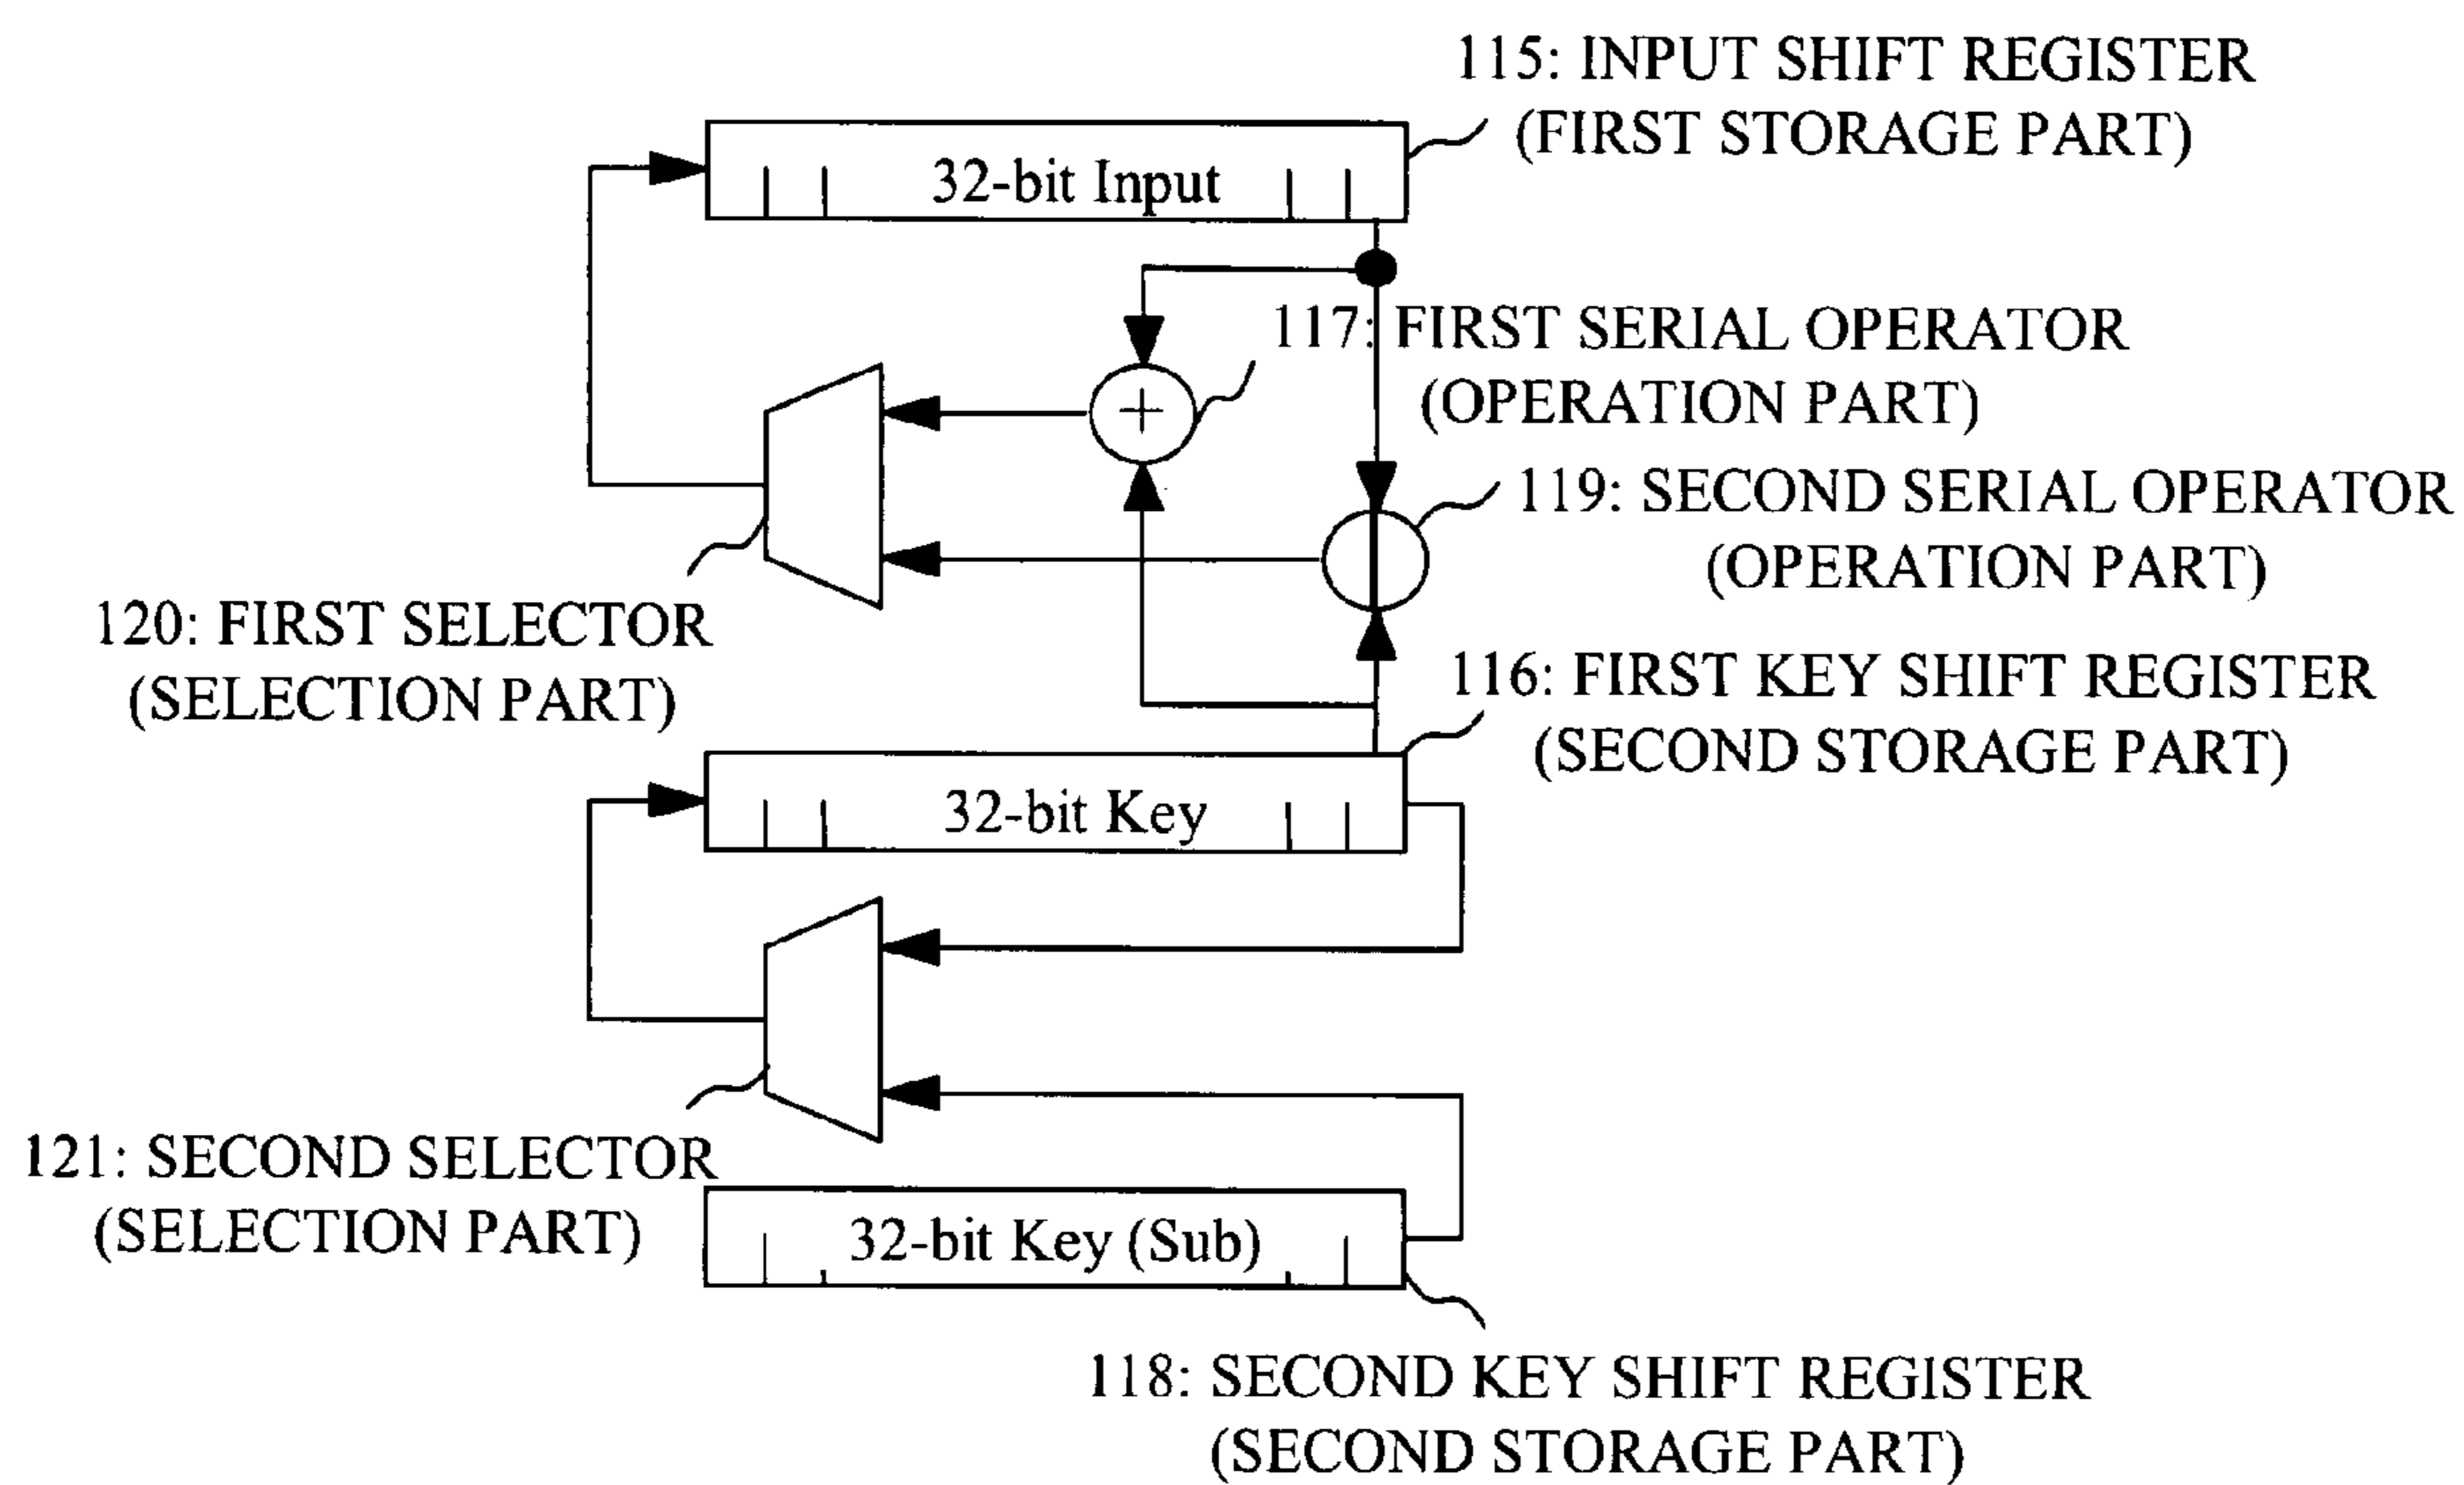 115: INPUT SHIFT REGISTER
(FIRST STORAGE PART)
32-bit Input
117: FIRST SERIAL OPERATOR
(OPERATION PART)
119: SECOND SERIAL OPERATOR
(OPERATION PART)
120: FIRST SELECTOR
(SELECTION PART)
116: FIRST KEY SHIFT REGISTER
(SECOND STORAGE PART)
32-bit Key
121: SECOND SELECTOR
(SELECTION PART)
32-bit Key (Sub)
118: SECOND KEY SHIFT REGISTER
(SECOND STORAGE PART)